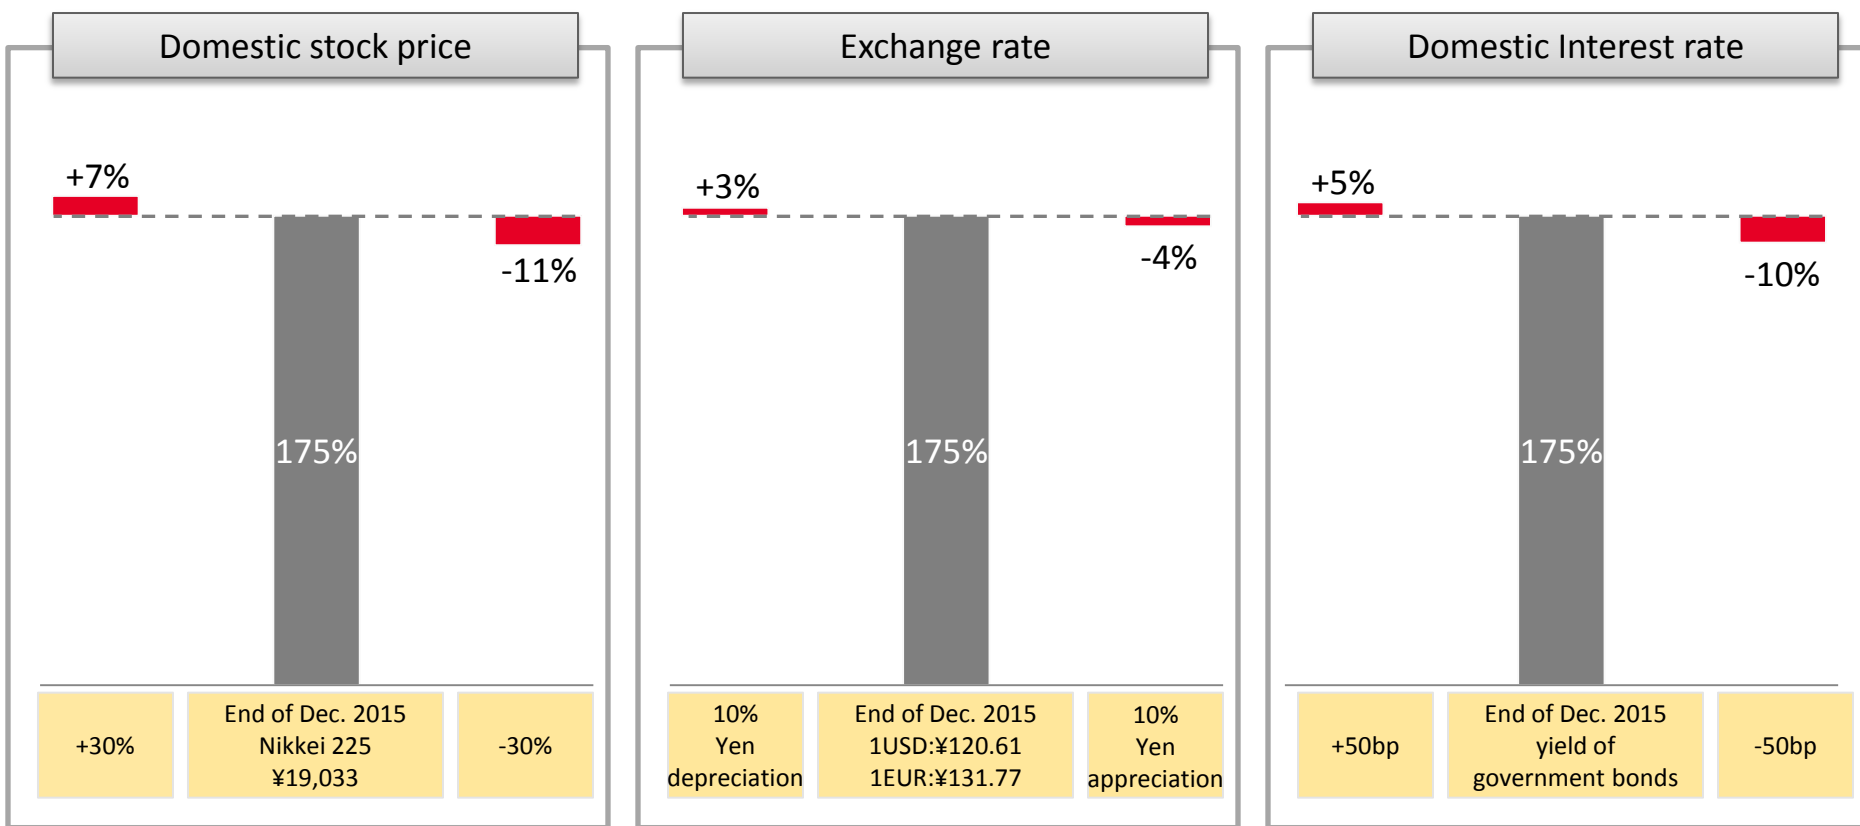 Domestic stock price
+7%
-11%
175%
+30%
End of Dec. 2015
Nikkei 225
¥19,033
-30%
Exchange rate
+3%
-4%
175%
10%
Yen
depreciation
End of Dec. 2015
1USD:¥120.61
1EUR:¥131.77
10%
Yen
appreciation
Domestic Interest rate
+5%
-10%
175%
+50bp
End of Dec. 2015
yield of
government bonds
-50bp